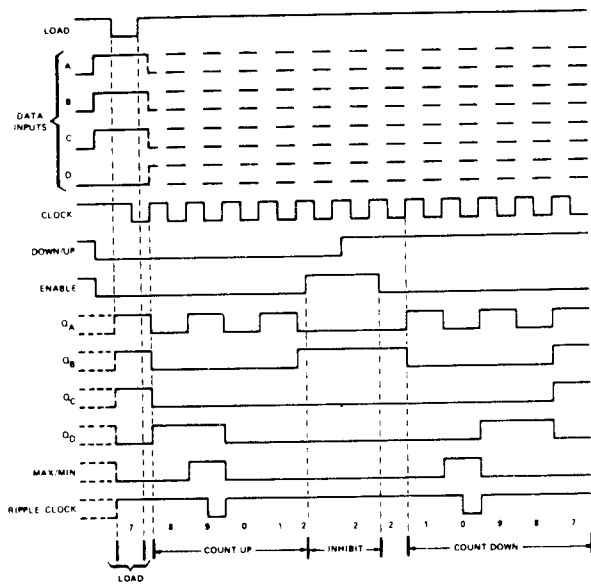 LOAD
A
B
DATA
INPUTS
C
D
CLOCK
DOWN/UP
ENABLE
QA
QB
QC
QD
MAX/MIN
RIPPLE CLOCK
7 8 9 0 1 2 2 2 1 0 9 8 7
COUNT UP INHIBIT COUNT DOWN
LOAD